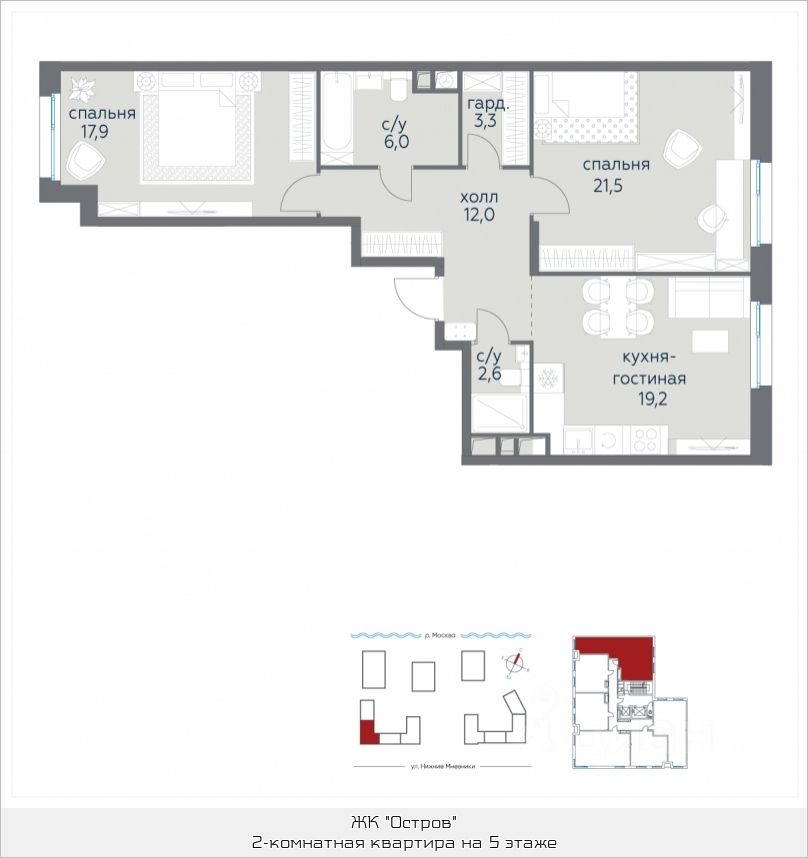 спальня
17,9
с/у
6,0
гард.
3,3
спальня
21,5
холл
12,0
с/у
2,6
кухня-
гостиная
19,2
р. Москва
ул. Нижние Мневники
ЖК "Остров"
2-комнатная квартира на 5 этаже